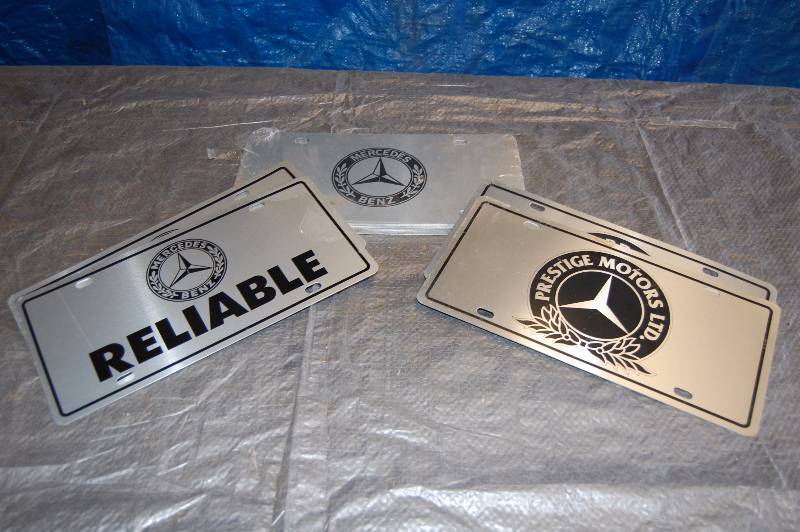 MERCEDES
BENZ
MERCEDES
BENZ
RELIABLE
PRESTIGE MOTORS LTD.